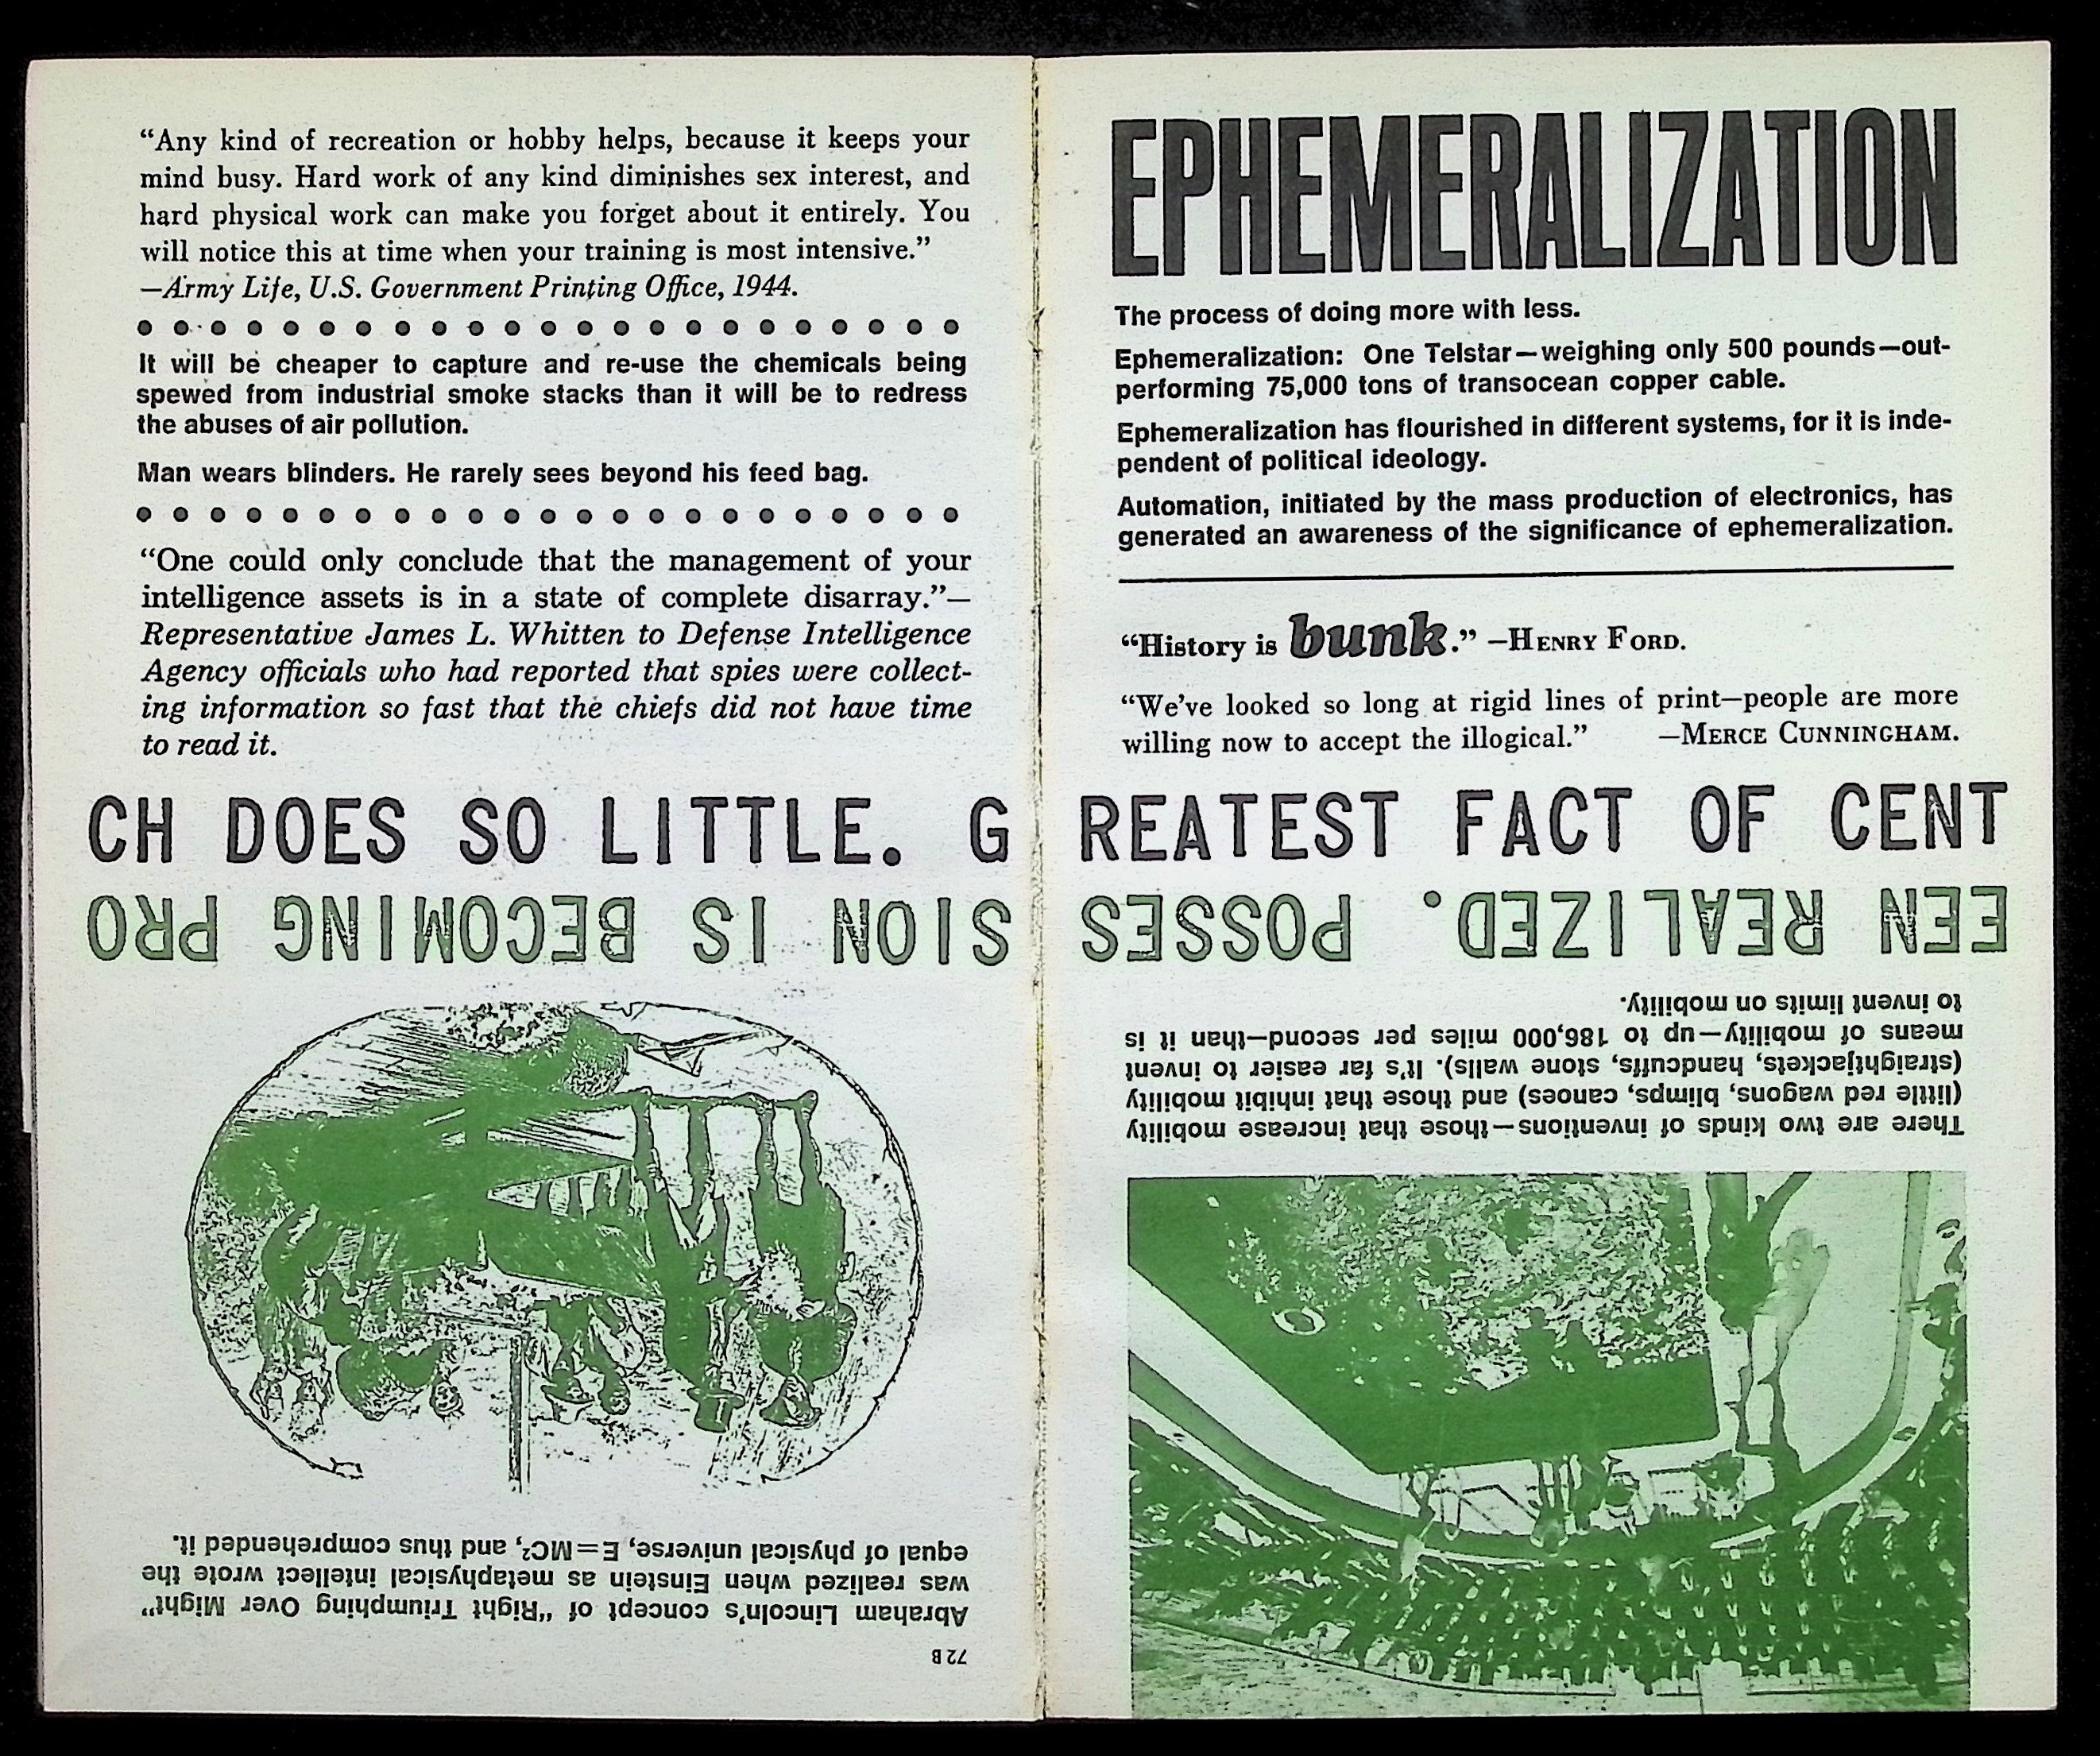 “Any kind of recreation or hobby helps, because it keeps your
mind busy. Hard work of any kind diminishes sex interest, and
hard physical work can make you forget about it entirely. You
will notice this at time when your training is most intensive.”
—Army Life, U.S. Government Printing Office, 1944.
It will be cheaper to capture and re-use the chemicals being
spewed from industrial smoke stacks than it will be to redress
the abuses of air pollution.
Man wears blinders. He rarely sees beyond his feed bag.
“One could only conclude that the management of your
intelligence assets is in a state of complete disarray.”—
Representative James L. Whitten to Defense Intelligence
Agency officials who had reported that spies were collect-
ing information so fast that the chiefs did not have time
to read it.
CH DOES SO LITTLE. G
EPHEMERALIZATION
The process of doing more with less.
Ephemeralization: One Telstar—weighing only 500 pounds—out-
performing 75,000 tons of transocean copper cable.
Ephemeralization has flourished in different systems, for it is inde-
pendent of political ideology.
Automation, initiated by the mass production of electronics, has
generated an awareness of the significance of ephemeralization.
“History is bunk.” —HENRY FORD.
“We’ve looked so long at rigid lines of print—people are more
willing now to accept the illogical.” —MERCE CUNNINGHAM.
REATEST FACT OF CENT
There are two kinds of inventions—those that increase mobility
(little red wagons, blimps, canoes) and those that inhibit mobility
(straightjackets, handcuffs, stone walls). It’s far easier to invent
means of mobility—up to 186,000 miles per second—than it is
to invent limits on mobility.
EEN REALIZED. POSSES
72 B
Abraham Lincoln’s concept of “Right” Triumphing Over Might”
was realized when Einstein as metaphysical intellect wrote the
equal of physical universe, E=MC², and thus comprehended it.
SION IS BECOMING PRO